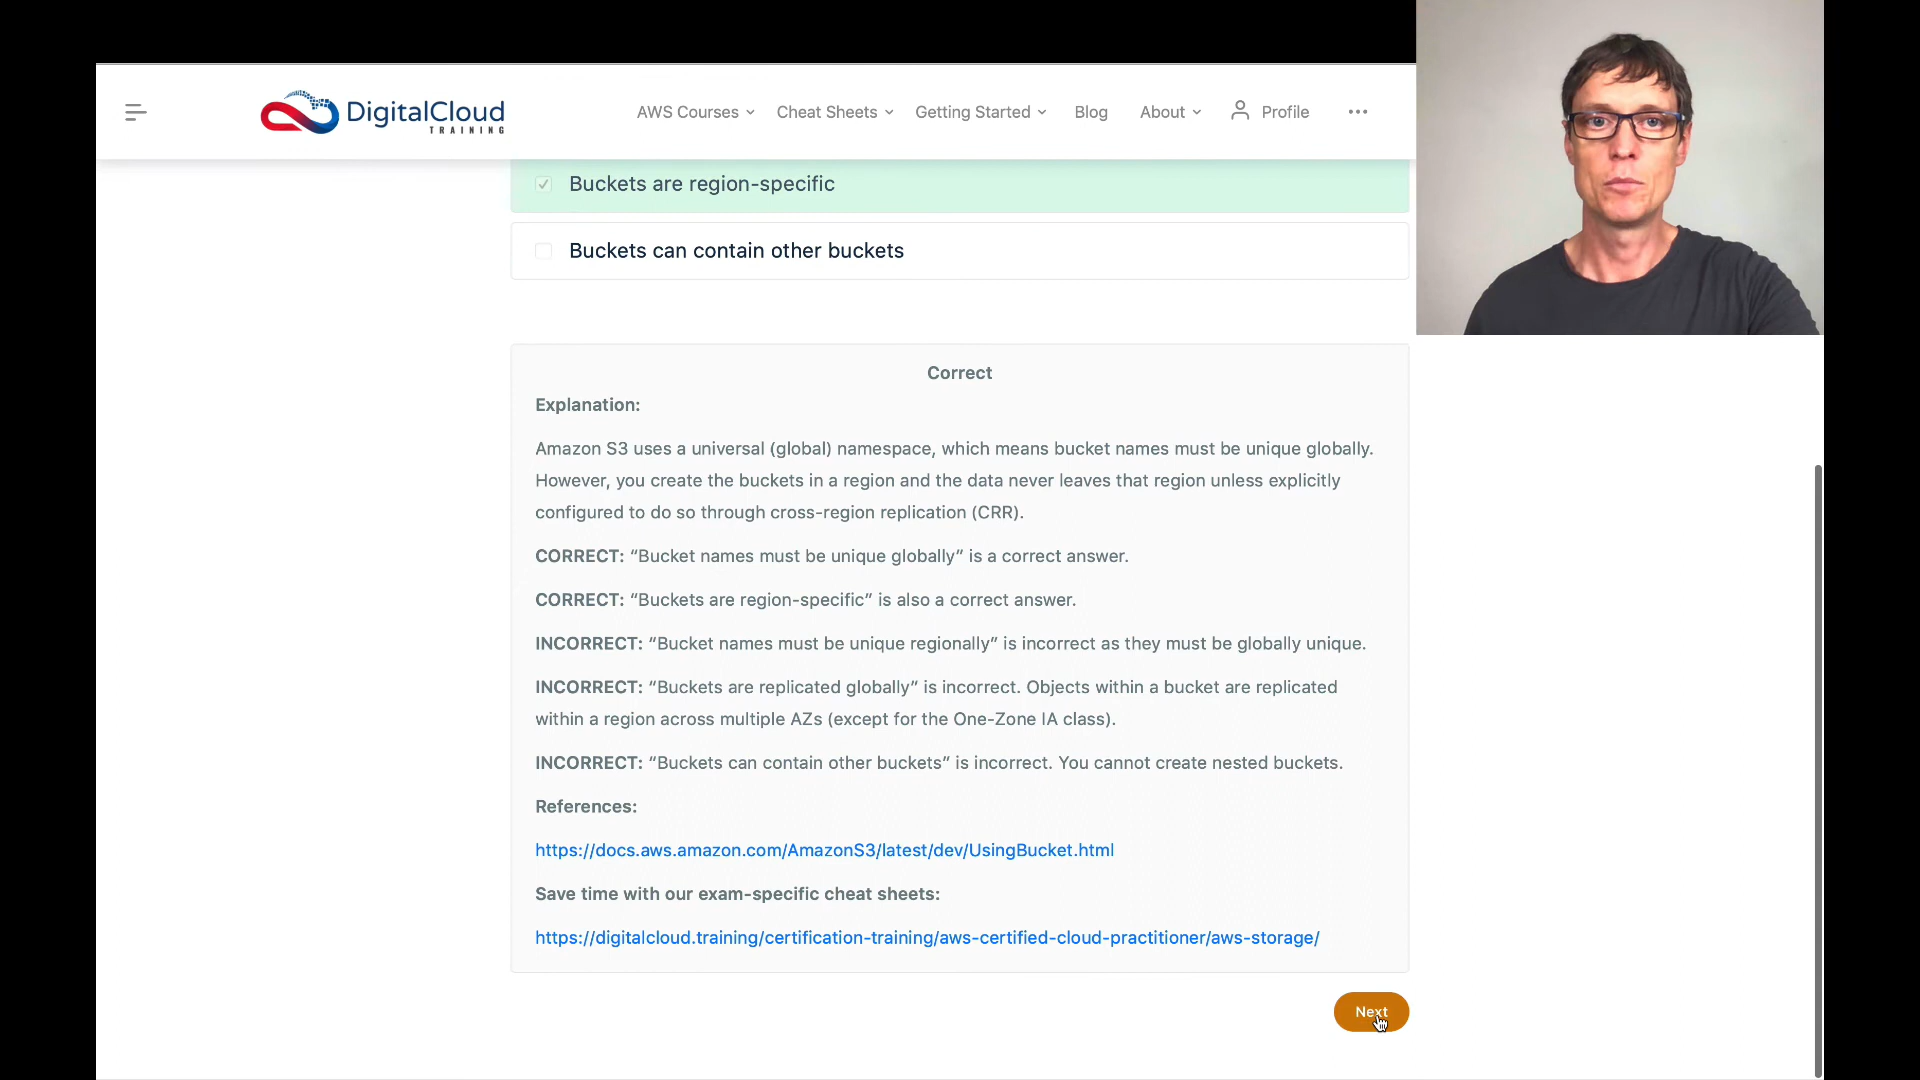 DigitalCloud
TRAINING
AWS Courses
Cheat Sheets
Getting Started
Blog
About
Profile
Buckets are region-specific
Buckets can contain other buckets
Correct
Explanation:
Amazon S3 uses a universal (global) namespace, which means bucket names must be unique globally.
However, you create the buckets in a region and the data never leaves that region unless explicitly
configured to do so through cross-region replication (CRR).
CORRECT: “Bucket names must be unique globally” is a correct answer.
CORRECT: “Buckets are region-specific” is also a correct answer.
INCORRECT: “Bucket names must be unique regionally” is incorrect as they must be globally unique.
INCORRECT: “Buckets are replicated globally” is incorrect. Objects within a bucket are replicated
within a region across multiple AZs (except for the One-Zone IA class).
INCORRECT: “Buckets can contain other buckets” is incorrect. You cannot create nested buckets.
References:
https://docs.aws.amazon.com/AmazonS3/latest/dev/UsingBucket.html
Save time with our exam-specific cheat sheets:
https://digitalcloud.training/certification-training/aws-certified-cloud-practitioner/aws-storage/
Next